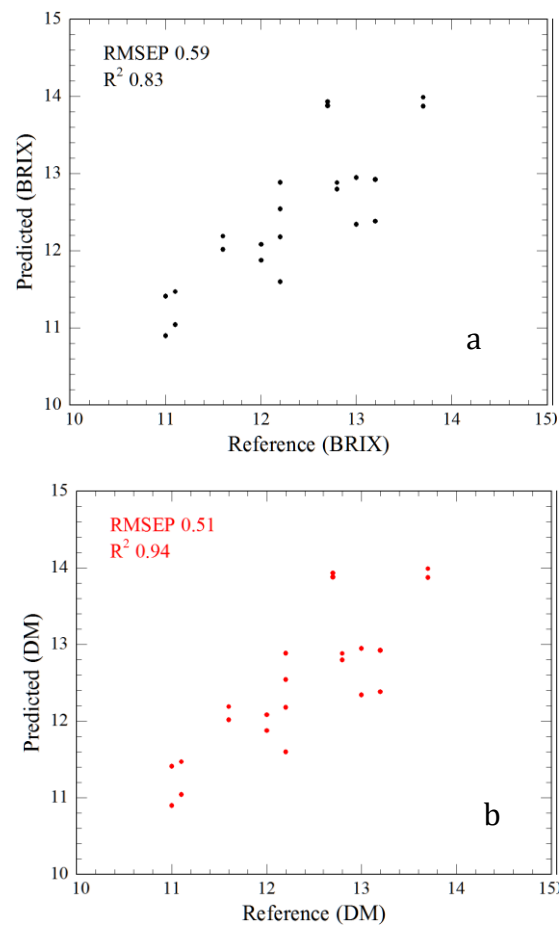 15
RMSEP 0.59
R² 0.83
14
13
12
11
10
Predicted (BRIX)
a
10 11 12 13 14 15
Reference (BRIX)
15
RMSEP 0.51
R² 0.94
14
13
12
11
10
Predicted (DM)
b
10 11 12 13 14 15
Reference (DM)